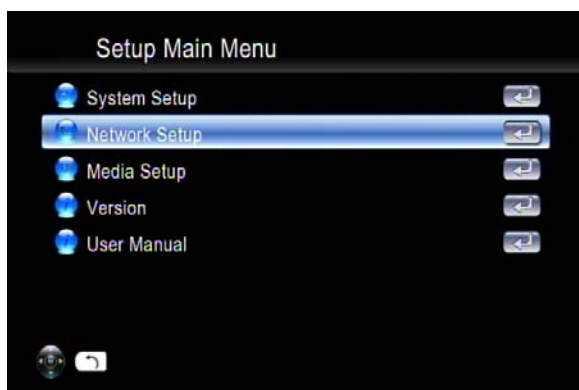 Setup Main Menu
System Setup
Network Setup
Media Setup
Version
User Manual